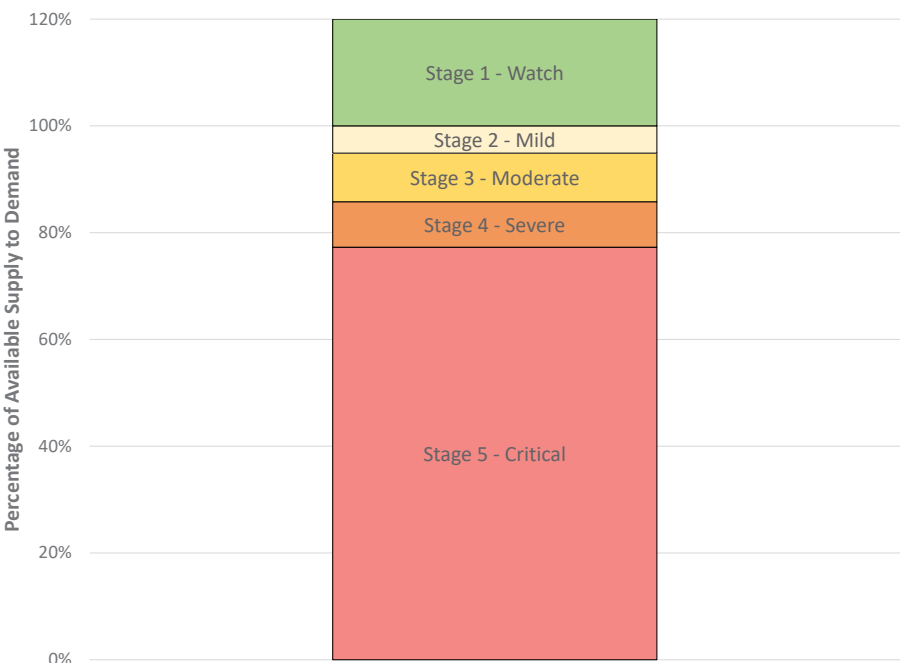 120%
Stage 1 - Watch
100%
Stage 2 - Mild
Stage 3 - Moderate
Stage 4 - Severe
80%
60%
Stage 5 - Critical
40%
20%
0%
Percentage of Available Supply to Demand